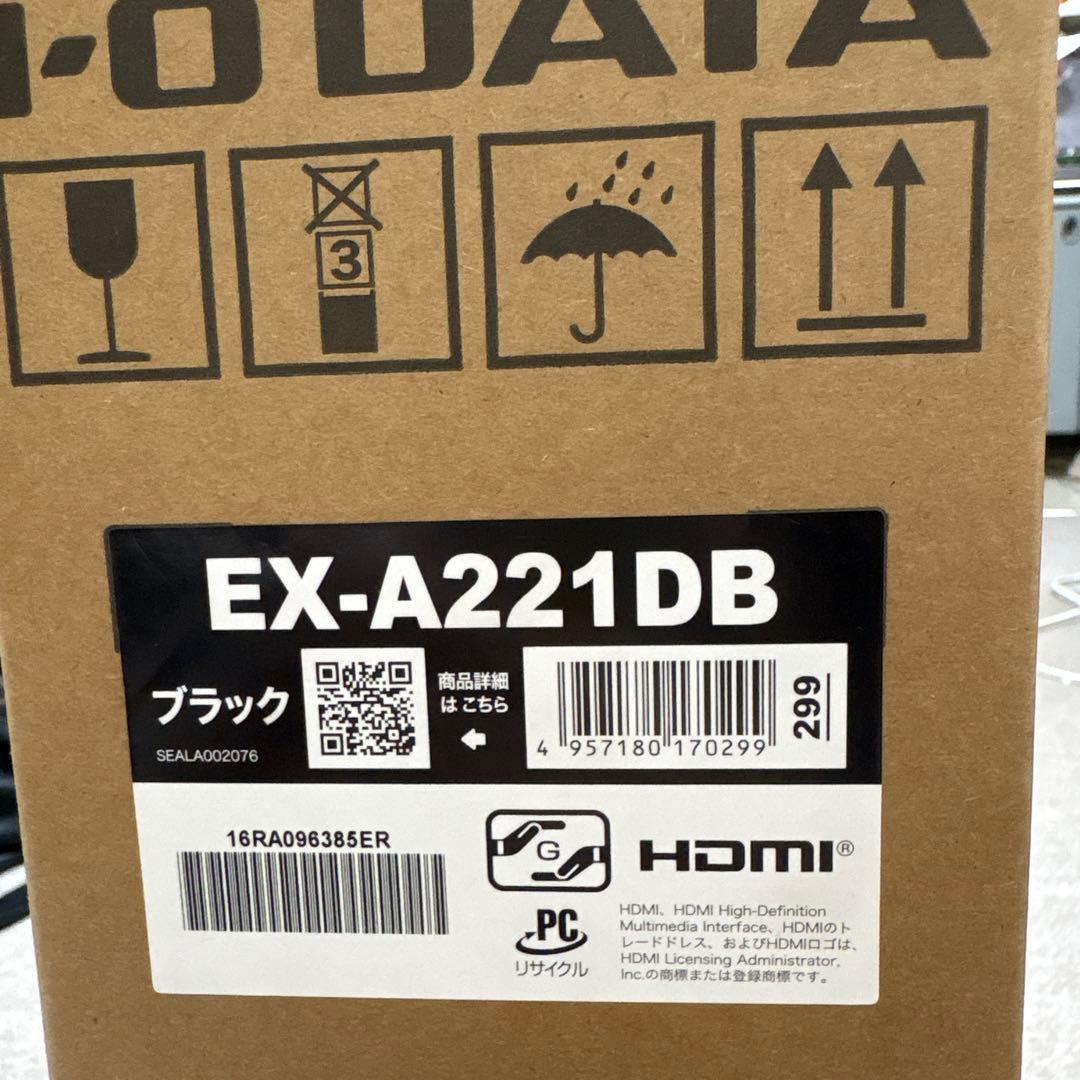 I-O DATA
3
EX-A221DB
ブラック
商品詳細
は こちら
SEALA002076
4 957180 170299
299
16RA096385ER
G
HDMI®
PC
リサイクル
HDMI、HDMI High-Definition
Multimedia Interface、HDMIのト
レードドレス、およびHDMIロゴは、
HDMI Licensing Administrator,
Inc.の商標または登録商標です。